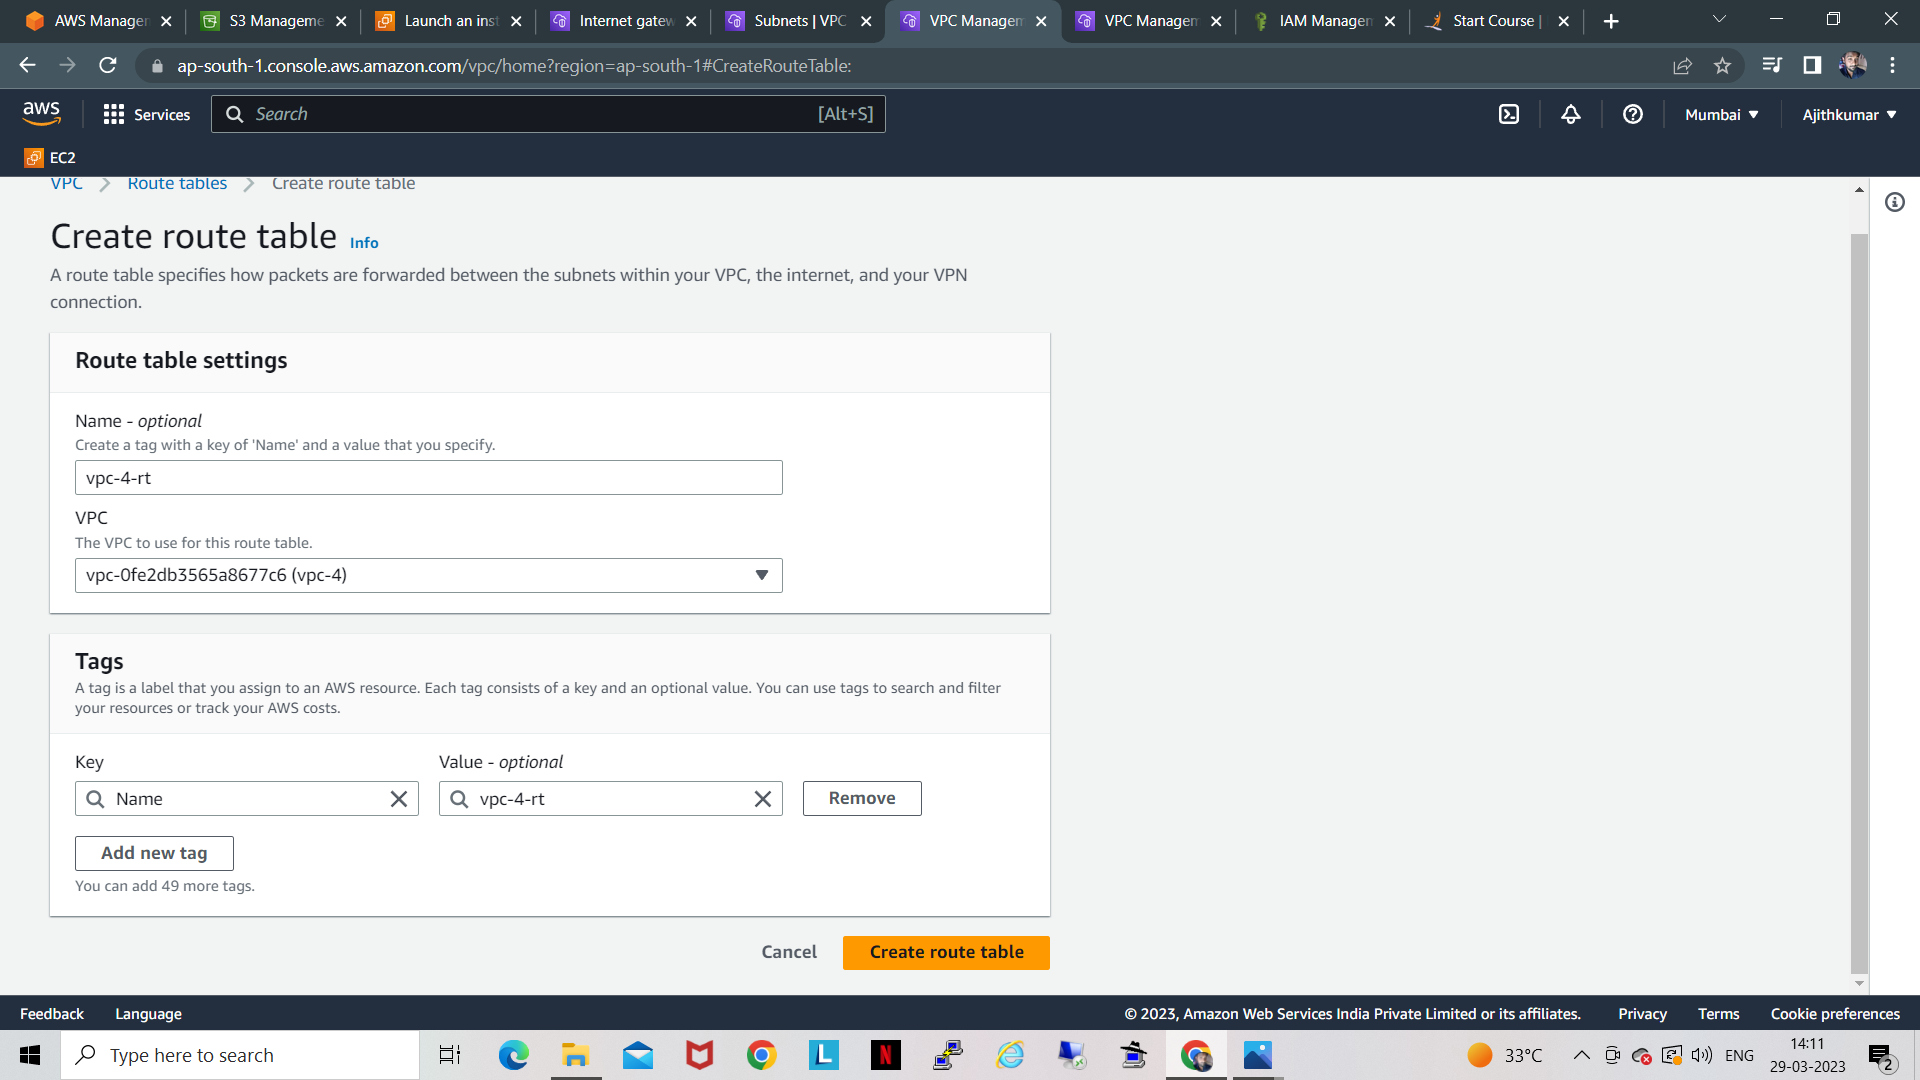 AWS Manager
S3 Manageme
Launch an inst
Internet gatew
Subnets | VPC
VPC Managem
VPC Managem
IAM Managem
Start Course |
ap-south-1.console.aws.amazon.com/vpc/home?region=ap-south-1#CreateRouteTable:
aws
Services
Search
[Alt+S]
Mumbai
Ajithkumar
EC2
VPC
Route tables
Create route table
Create route table
Info
A route table specifies how packets are forwarded between the subnets within your VPC, the internet, and your VPN
connection.
Route table settings
Name - optional
Create a tag with a key of 'Name' and a value that you specify.
vpc-4-rt
VPC
The VPC to use for this route table.
vpc-0fe2db3565a8677c6 (vpc-4)
Tags
A tag is a label that you assign to an AWS resource. Each tag consists of a key and an optional value. You can use tags to search and filter
your resources or track your AWS costs.
Key
Value - optional
Name
vpc-4-rt
Remove
Add new tag
You can add 49 more tags.
Cancel
Create route table
Feedback
Language
© 2023, Amazon Web Services India Private Limited or its affiliates.
Privacy
Terms
Cookie preferences
Type here to search
L
N
33°C
ENG
14:11
29-03-2023
2